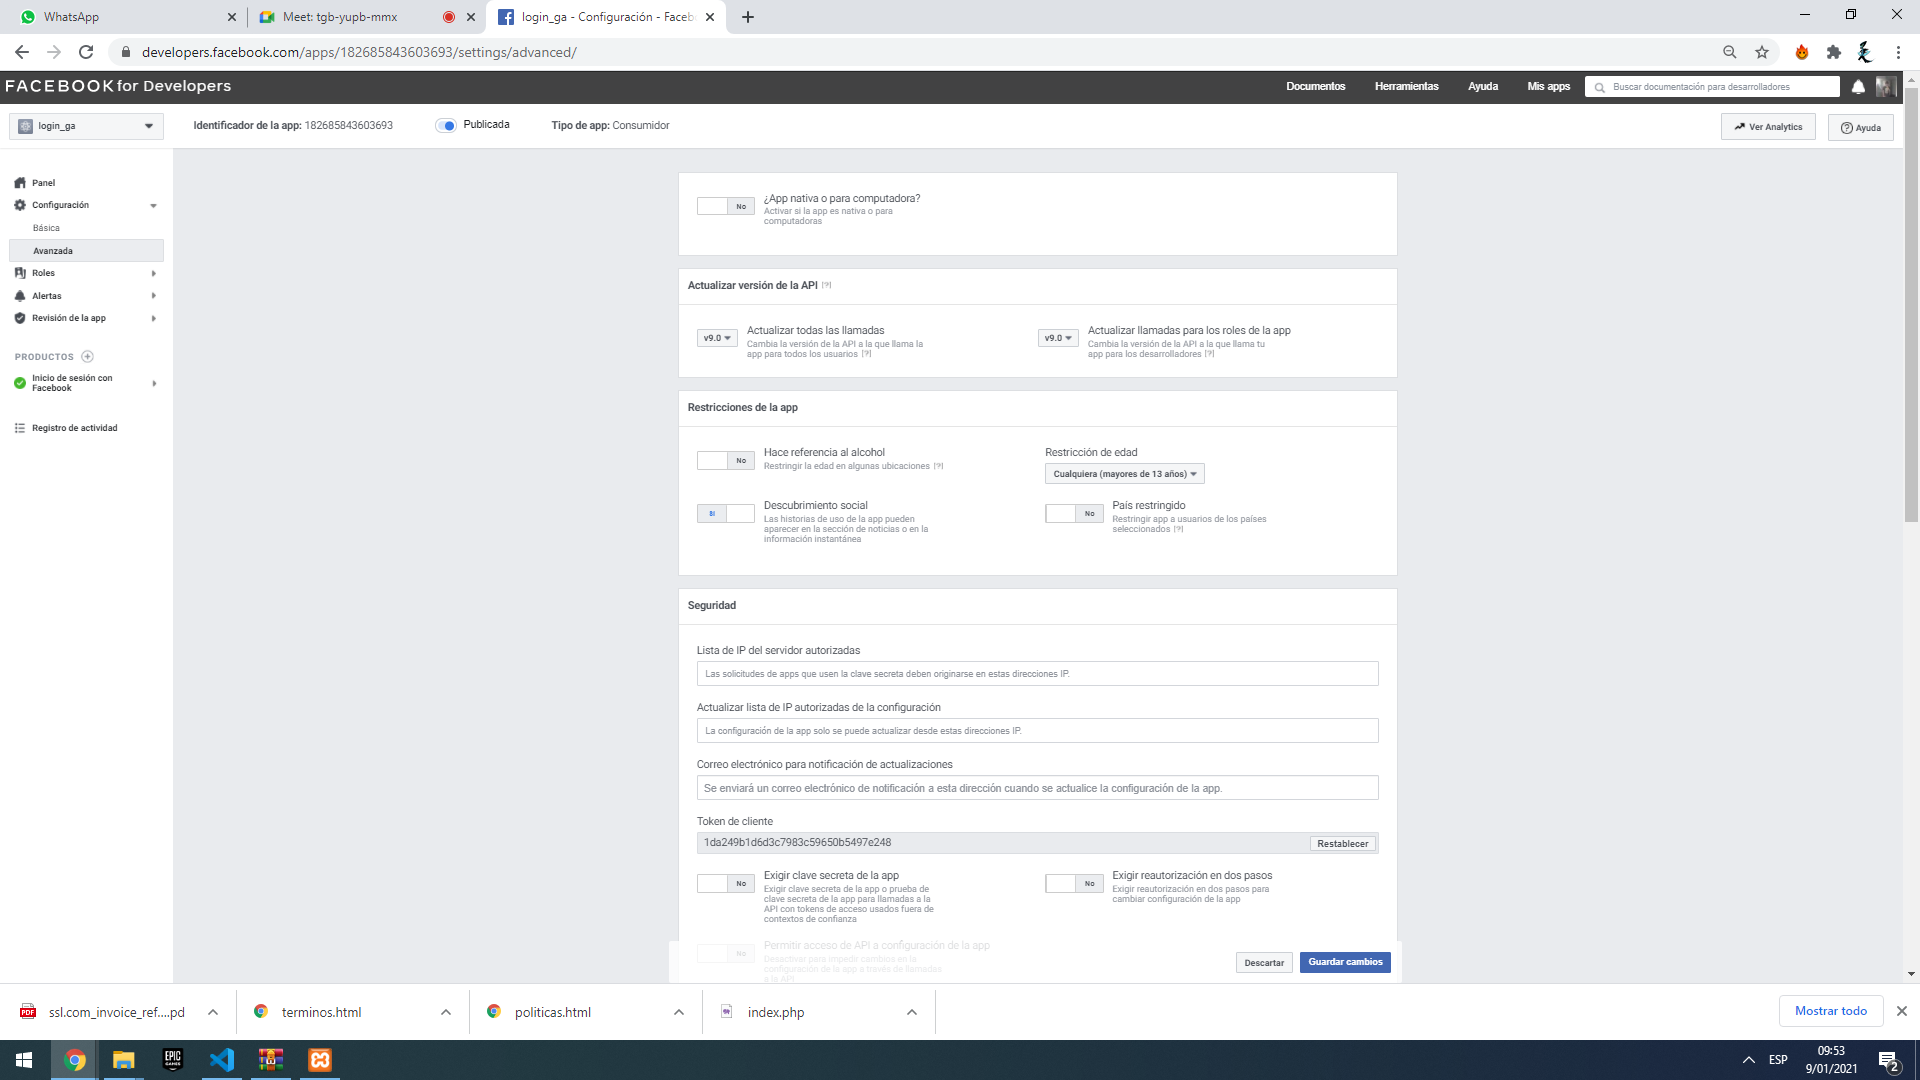 WhatsApp
Meet: tgb-yupb-mmx
login_ga - Configuración - Faceb
developers.facebook.com/apps/182685843603693/settings/advanced/
FACEBOOK for Developers
Documentos
Herramientas
Ayuda
Mis apps
Buscar documentación para desarrolladores
login_ga
Identificador de la app: 182685843603693
Publicada
Tipo de app: Consumidor
Ver Analytics
Ayuda
Panel
Configuración
Básica
Avanzada
Roles
Alertas
Revisión de la app
PRODUCTOS
Inicio de sesión con
Facebook
Registro de actividad
No
¿App nativa o para computadora?
Activar si la app es nativa o para
computadoras
Actualizar versión de la API [?]
v9.0
Actualizar todas las llamadas
Cambia la versión de la API a la que llama la
app para todos los usuarios [?]
v9.0
Actualizar llamadas para los roles de la app
Cambia la versión de la API a la que llama tu
app para los desarrolladores [?]
Restricciones de la app
No
Hace referencia al alcohol
Restringir la edad en algunas ubicaciones [?]
Restricción de edad
Cualquiera (mayores de 13 años)
Sí
Descubrimiento social
Las historias de uso de la app pueden
aparecer en la sección de noticias o en la
información instantánea
No
País restringido
Restringir app a usuarios de los países
seleccionados [?]
Seguridad
Lista de IP del servidor autorizadas
Las solicitudes de apps que usen la clave secreta deben originarse en estas direcciones IP.
Actualizar lista de IP autorizadas de la configuración
La configuración de la app solo se puede actualizar desde estas direcciones IP.
Correo electrónico para notificación de actualizaciones
Se enviará un correo electrónico de notificación a esta dirección cuando se actualice la configuración de la app.
Token de cliente
1da249b1d6d3c7983c59650b5497e248
Restablecer
No
Exigir clave secreta de la app
Exigir clave secreta de la app o prueba de
clave secreta de la app para llamadas a la
API con tokens de acceso usados fuera de
contextos de confianza
No
Exigir reautorización en dos pasos
Exigir reautorización en dos pasos para
cambiar configuración de la app
No
Permitir acceso de API a configuración de la app
Desactivar para impedir cambios en la
configuración de la app a través de llamados
a la API
Descartar
Guardar cambios
ssl.com_invoice_ref....pd
terminos.html
politicas.html
index.php
Mostrar todo
EPIC
GAMES
ESP
09:53
9/01/2021
2